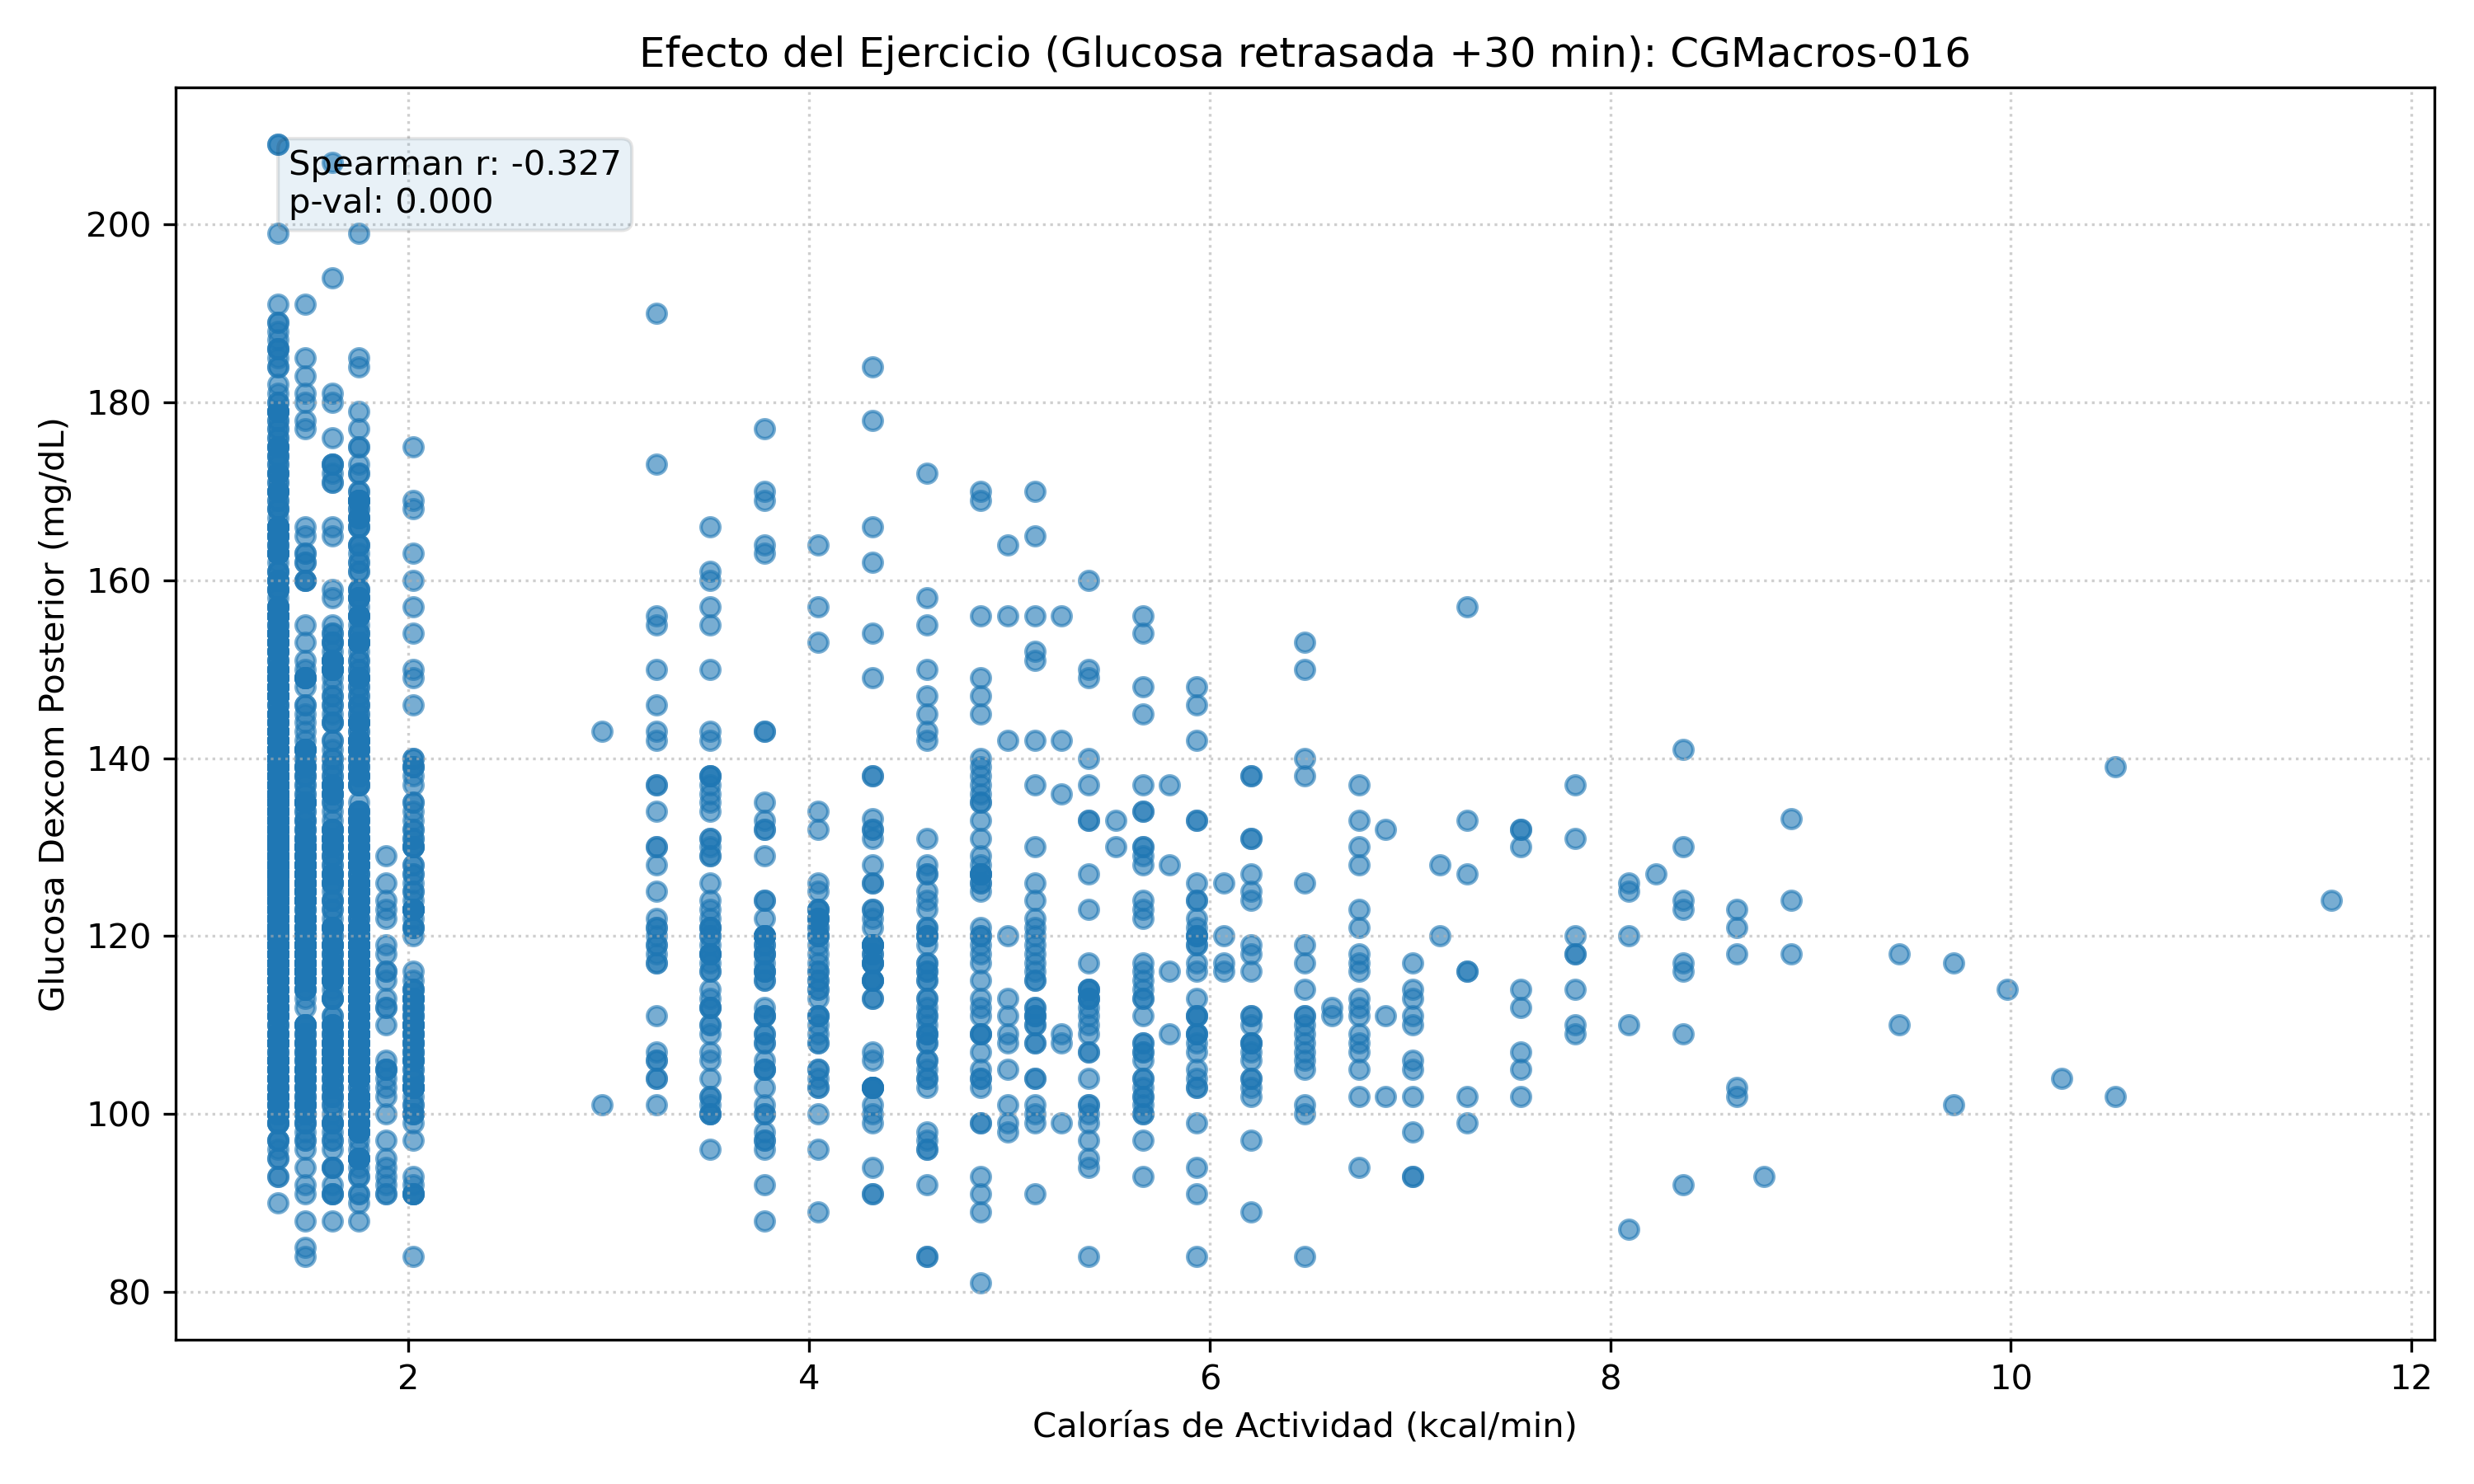 Efecto del Ejercicio (Glucosa retrasada +30 min): CGMacros-016
Spearman r: -0.327
p-val: 0.000
Glucosa Dexcom Posterior (mg/dL)
200
180
160
140
120
100
80
2
4
6
8
10
12
Calorías de Actividad (kcal/min)